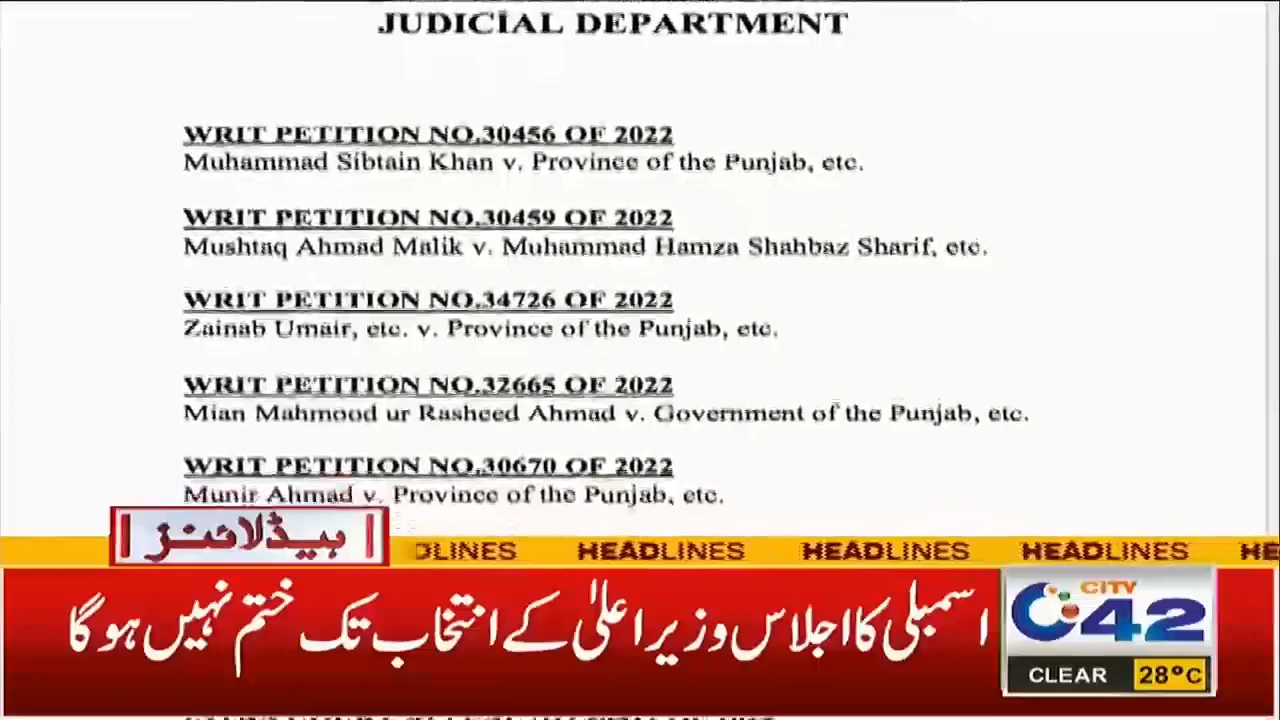 JUDICIAL DEPARTMENT
WRIT PETITION NO.30456 OF 2022
Muhammad Sibtain Khan v. Province of the Punjab, etc.
WRIT PETITION NO.30459 OF 2022
Mushtaq Ahmad Malik v. Muhammad Hamza Shahbaz Sharif, etc.
WRIT PETITION NO.34726 OF 2022
Zainab Umair, etc. v. Province of the Punjab, etc.
WRIT PETITION NO.32665 OF 2022
Mian Mahmood ur Rasheed Ahmad v. Government of the Punjab, etc.
WRIT PETITION NO.30670 OF 2022
Munir Ahmad v. Province of the Punjab, etc.
ہیڈلائنز
DLINES HEADLINES HEADLINES HEADLINES HE
اسمبلی کا اجلاس وزیراعلیٰ کے انتخاب تک ختم نہیں ہوگا
CITY
42
CLEAR 28°C